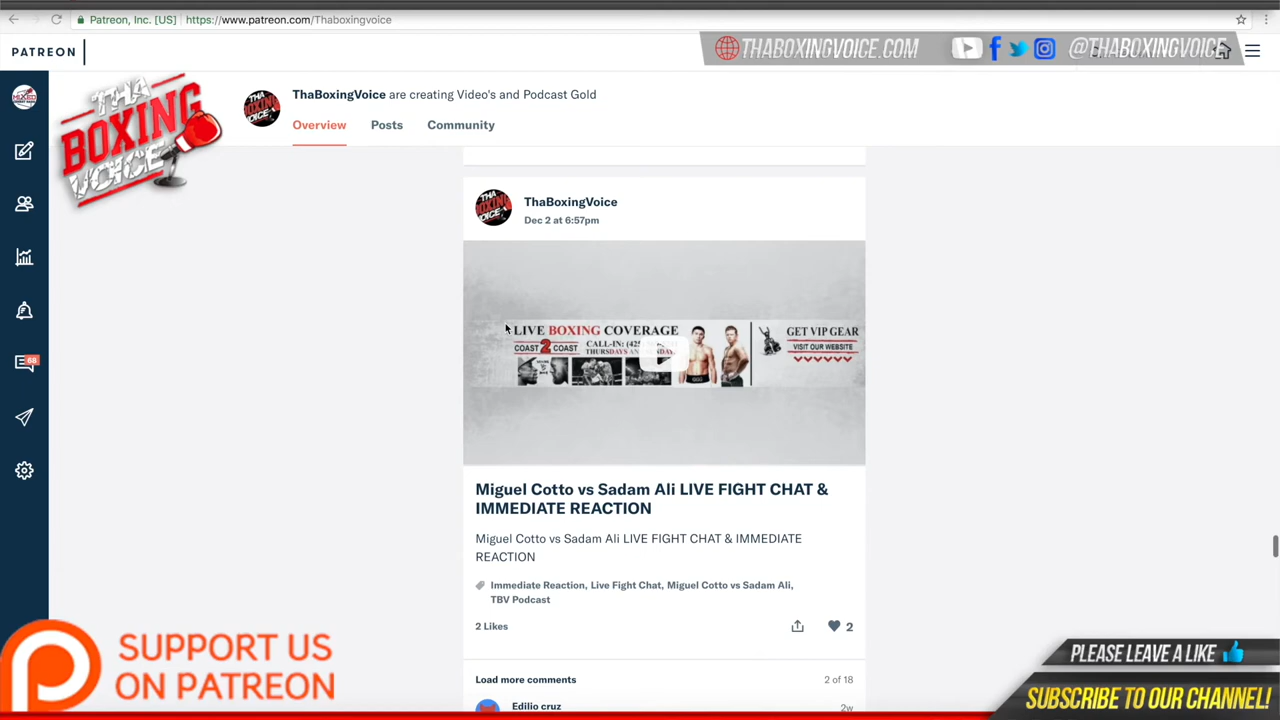 Patreon, Inc. [US] https://www.patreon.com/Thaboxingvoice
PATREON
THABOXINGVOICE.COM
@THABOXINGVOICE
THA
BOXING
VOICE
ThaBoxingVoice are creating Video's and Podcast Gold
Overview Posts Community
68
ThaBoxingVoice
Dec 2 at 6:57pm
LIVE BOXING COVERAGE
COAST 2 COAST
CALL-IN:
THURSDAYS
GET VIP GEAR
VISIT OUR WEBSITE
Miguel Cotto vs Sadam Ali LIVE FIGHT CHAT &
IMMEDIATE REACTION
Miguel Cotto vs Sadam Ali LIVE FIGHT CHAT & IMMEDIATE
REACTION
Immediate Reaction, Live Fight Chat, Miguel Cotto vs Sadam Ali,
TBV Podcast
2 Likes
2
Load more comments
2 of 18
Edilio cruz
2w
SUPPORT US
ON PATREON
PLEASE LEAVE A LIKE
SUBSCRIBE TO OUR CHANNEL!